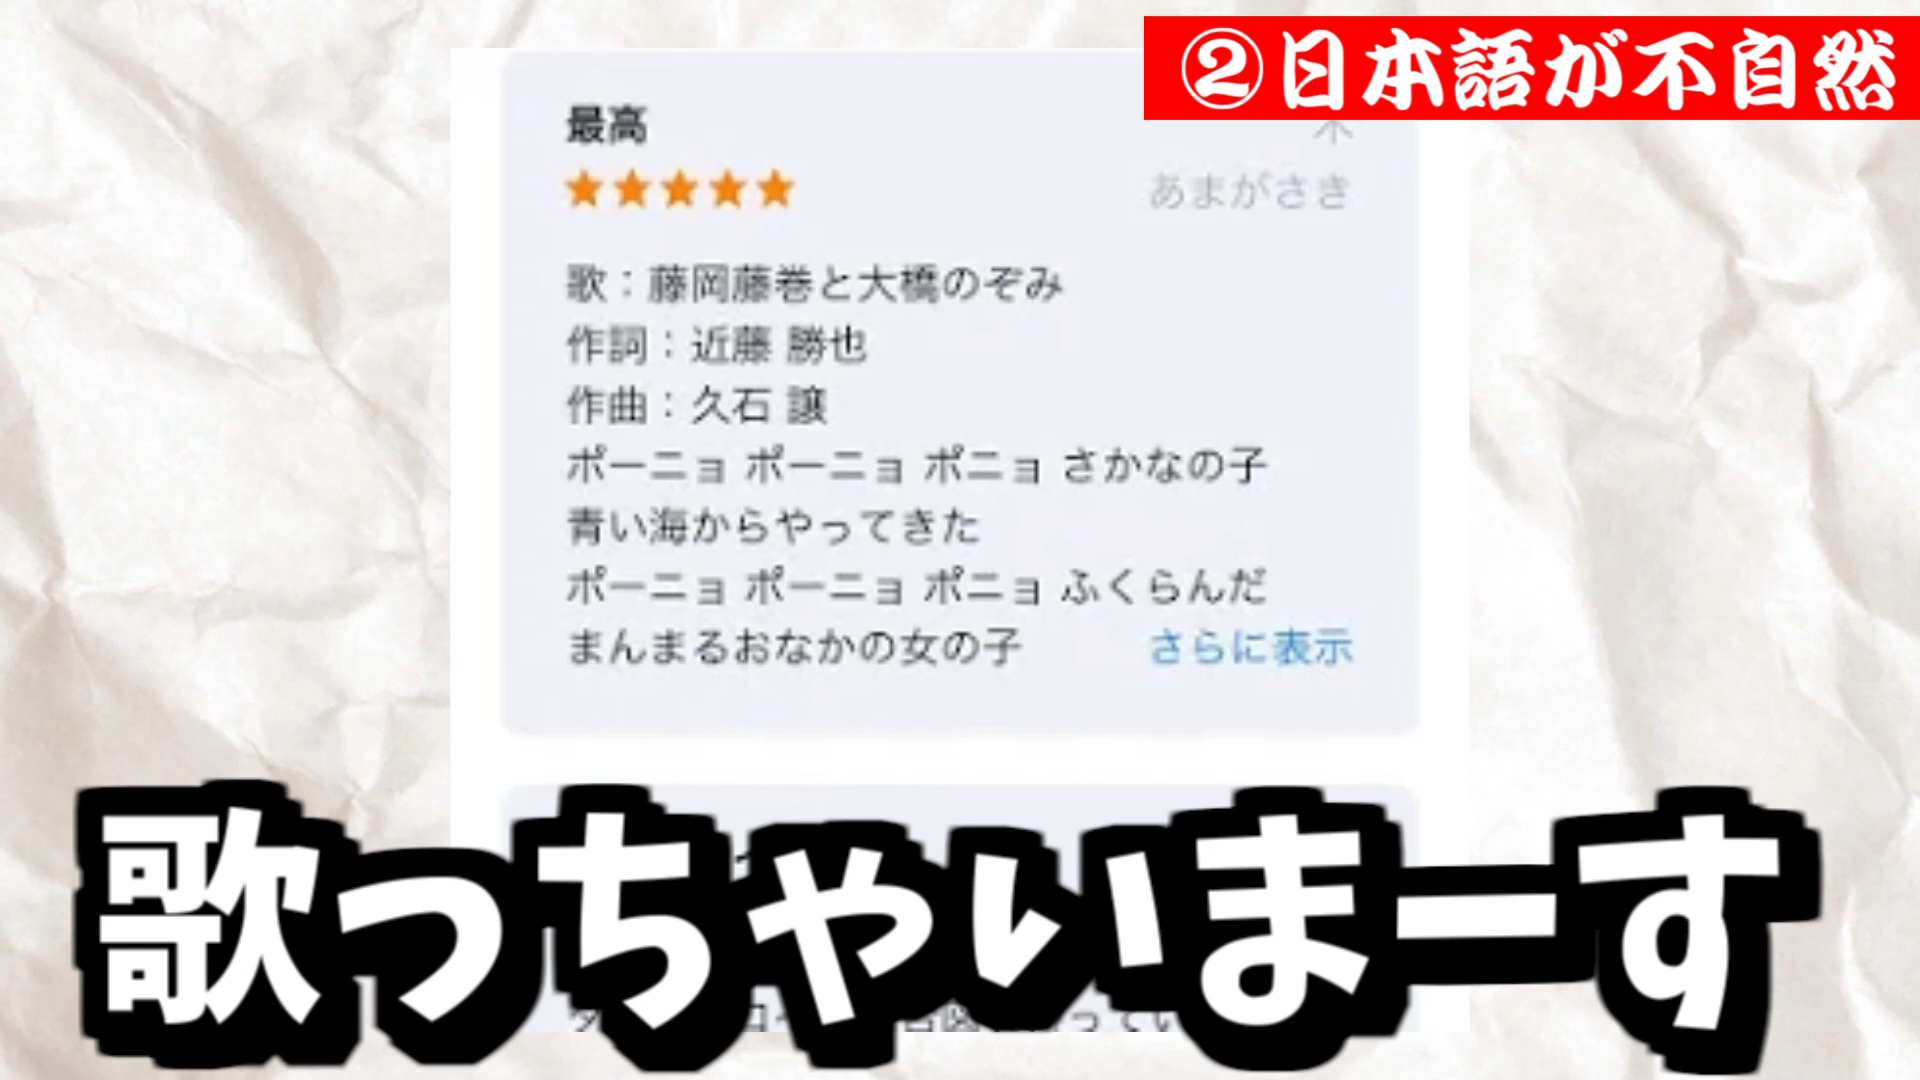 ②日本語が不自然
最高
★★★★★
あまがさき
歌：藤岡藤巻と大橋のぞみ
作詞：近藤 勝也
作曲：久石 譲
ポーニョ ポーニョ ポニョ さかなの子
青い海からやってきた
ポーニョ ポーニョ ポニョ ふくらんだ
まんまるおなかの女の子
さらに表示
歌っちゃいまーす